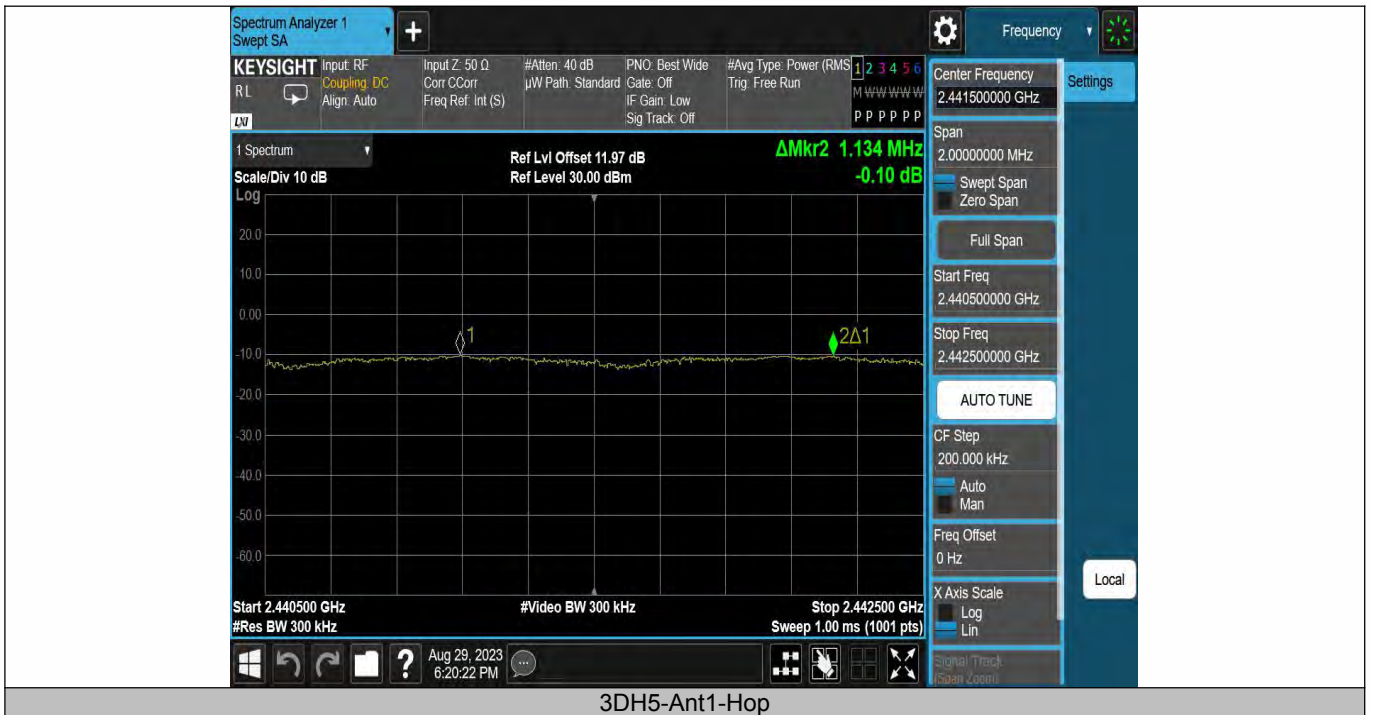 Spectrum Analyzer 1
Swept SA
+
Frequency
KEYSIGHT
RL
LXI
Input: RF
Coupling: DC
Align: Auto
Input Z: 50 Ω
Corr CCorr
Freq Ref: Int (S)
#Atten: 40 dB
µW Path: Standard
PNO: Best Wide
Gate: Off
IF Gain: Low
Sig Track: Off
#Avg Type: Power (RMS
Trig: Free Run
1 2 3 4 5 6
M W W W W W
P P P P P P
1 Spectrum
Scale/Div 10 dB
Log
Ref Lvl Offset 11.97 dB
Ref Level 30.00 dBm
ΔMkr2 1.134 MHz
-0.10 dB
20.0
10.0
0.00
-10.0
-20.0
-30.0
-40.0
-50.0
-60.0
1
2Δ1
Start 2.440500 GHz
#Res BW 300 kHz
#Video BW 300 kHz
Stop 2.442500 GHz
Sweep 1.00 ms (1001 pts)
Center Frequency
2.441500000 GHz
Settings
Span
2.00000000 MHz
Swept Span
Zero Span
Full Span
Start Freq
2.440500000 GHz
Stop Freq
2.442500000 GHz
AUTO TUNE
CF Step
200.000 kHz
Auto
Man
Freq Offset
0 Hz
X Axis Scale
Log
Lin
Signal Track
(Span Zoom)
Local
?
Aug 29, 2023
6:20:22 PM
3DH5-Ant1-Hop